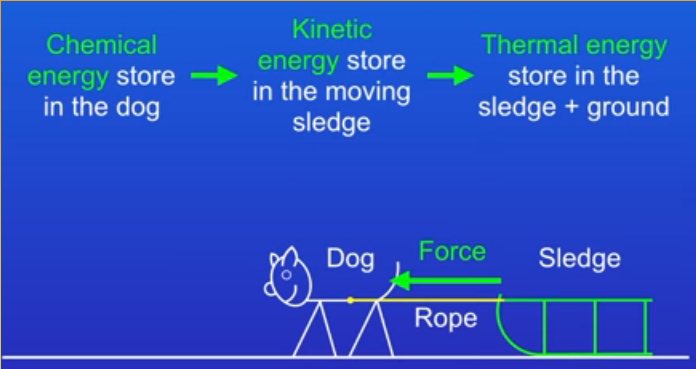 Chemical
energy store
in the dog
Kinetic
energy store
in the moving
sledge
Thermal energy
store in the
sledge + ground
Dog
Force
Sledge
Rope